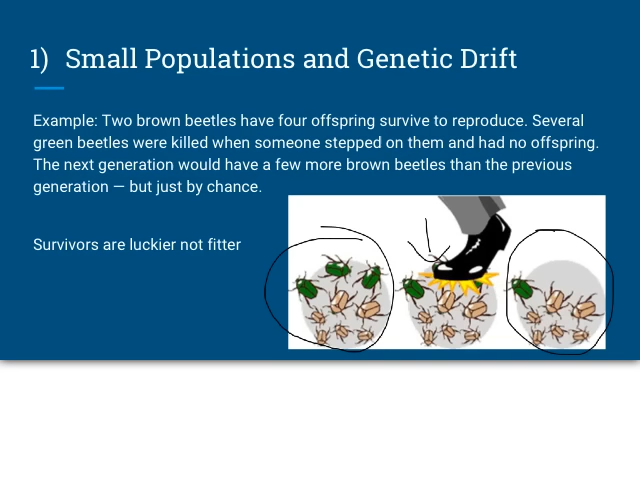 1) Small Populations and Genetic Drift
Example: Two brown beetles have four offspring survive to reproduce. Several
green beetles were killed when someone stepped on them and had no offspring.
The next generation would have a few more brown beetles than the previous
generation — but just by chance.
Survivors are luckier not fitter